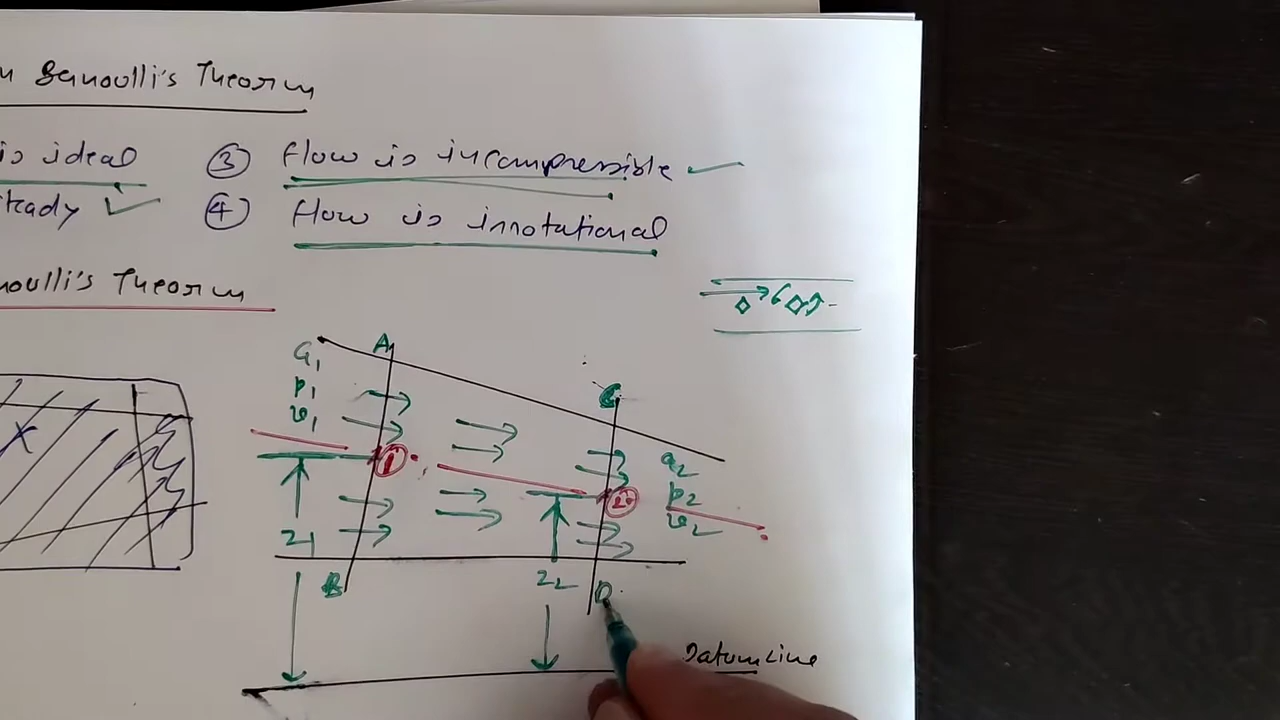 Bernoulli's Theorem
is ideal ③ flow is incompressible
steady ④ flow is irrotational
noulli's Theorem
a₁ A
p₁
v₁ C
1 a₂
2 p₂
v₂
z₁
B z₂ D
Datum Line